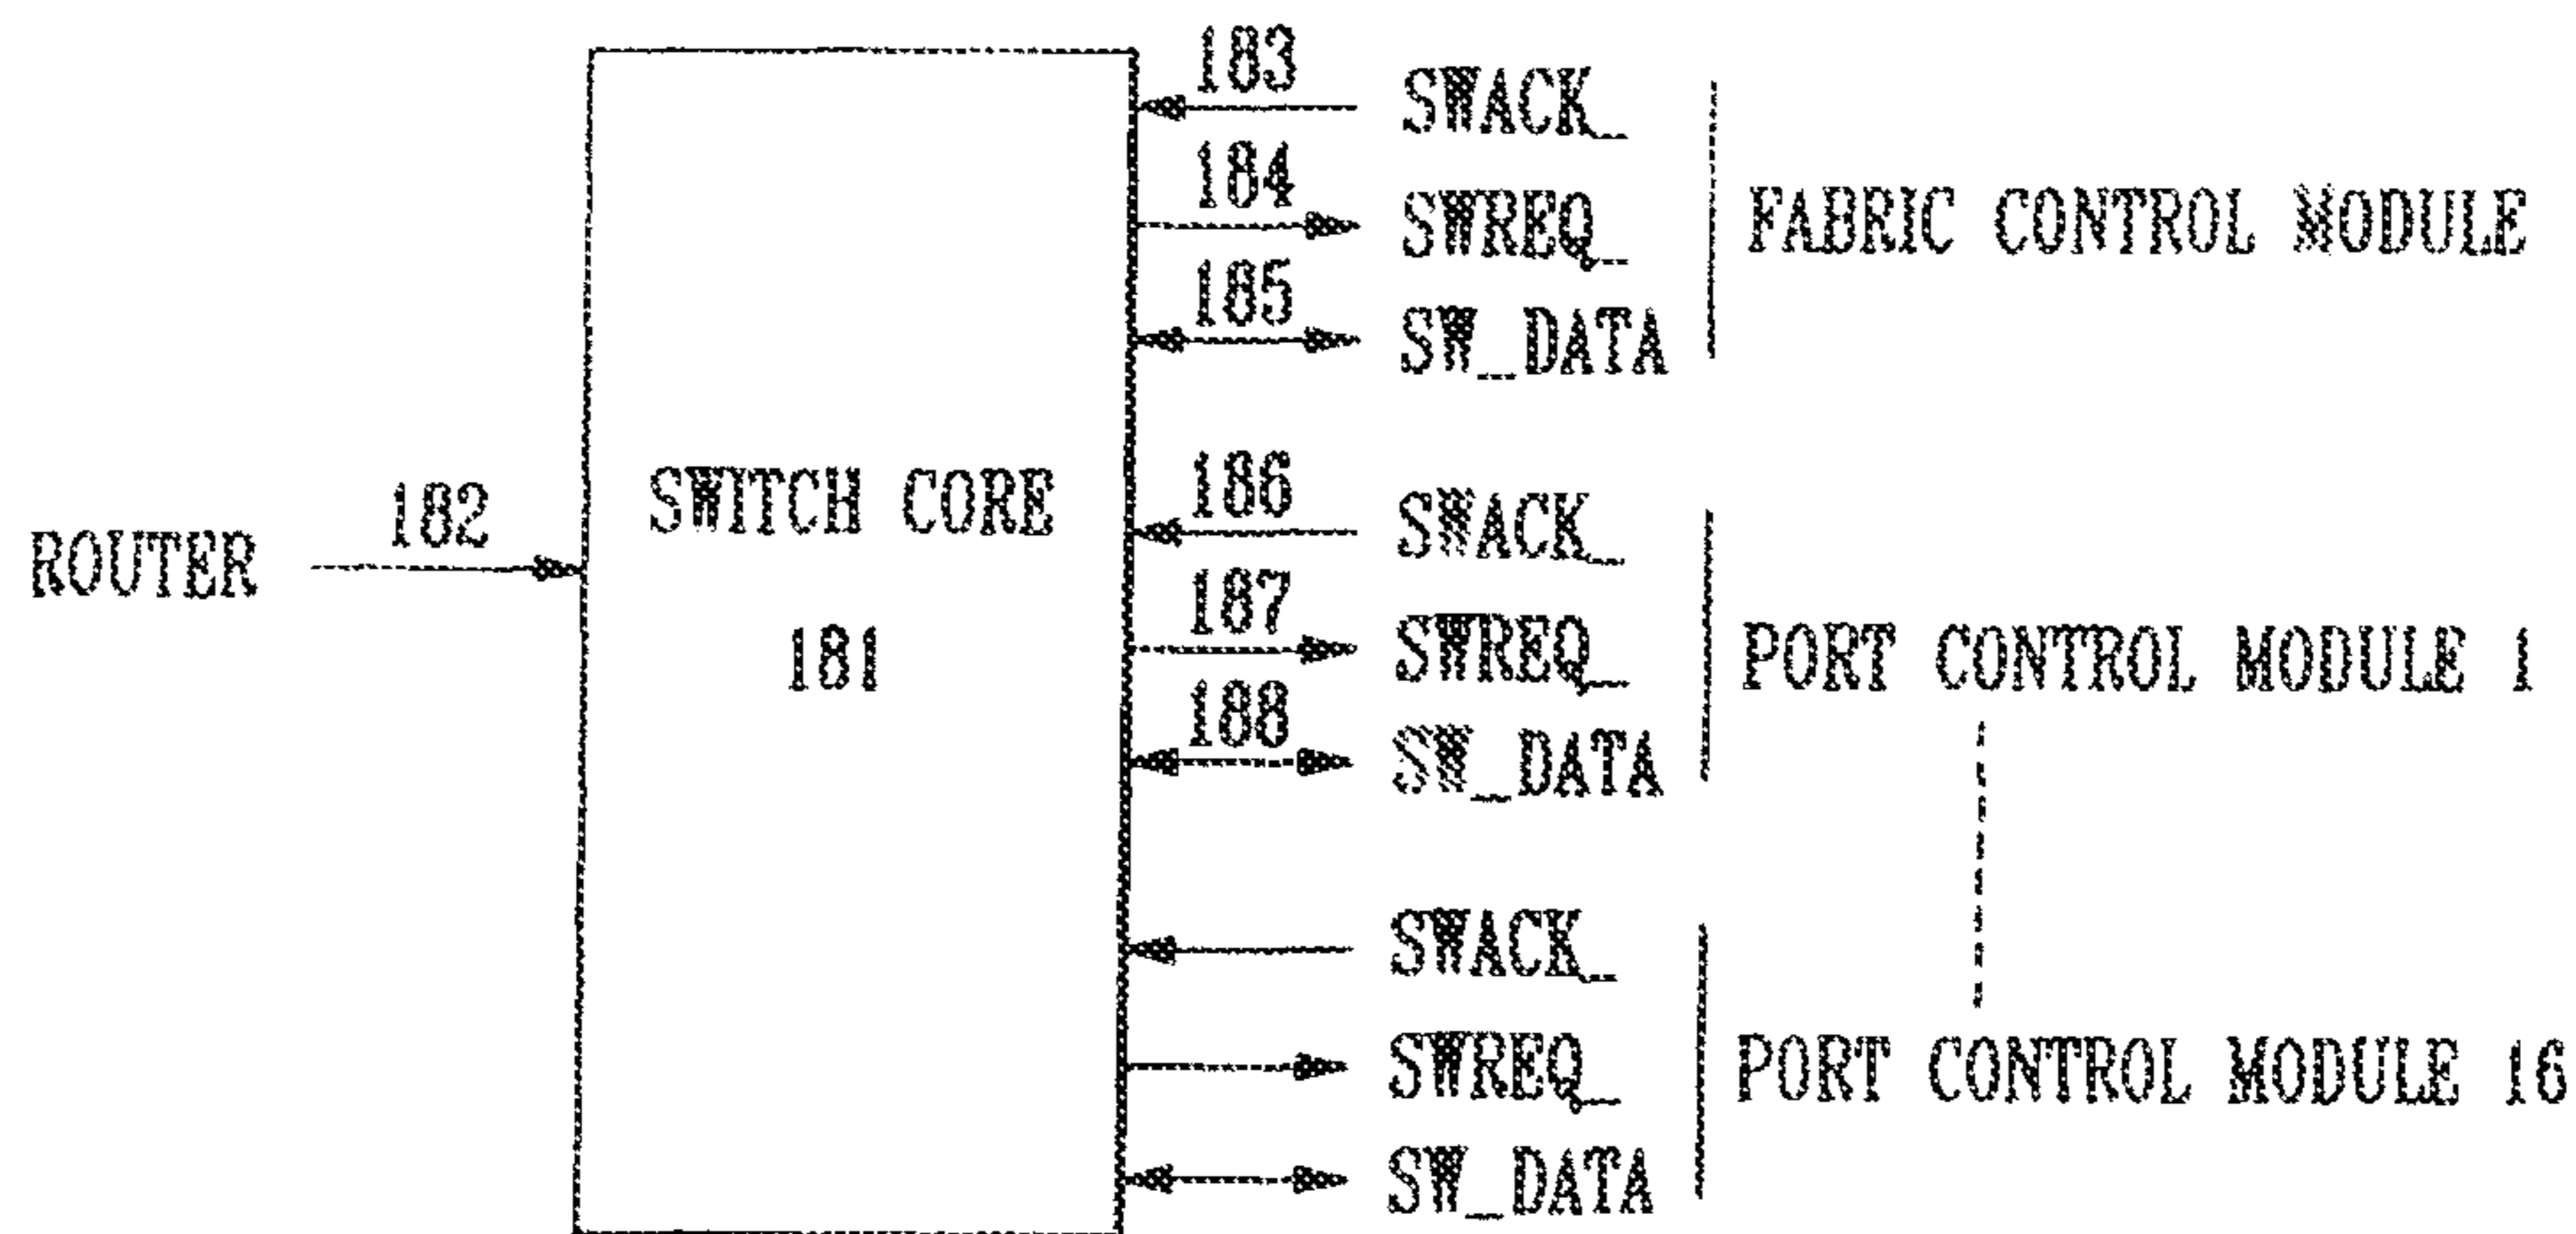 183
SWACK_
184
SWREQ_
FABRIC CONTROL MODULE
185
SW_DATA
ROUTER
182
SWITCH CORE
181
186
SWACK_
187
SWREQ_
PORT CONTROL MODULE 1
188
SW_DATA
SWACK_
SWREQ_
PORT CONTROL MODULE 16
SW_DATA